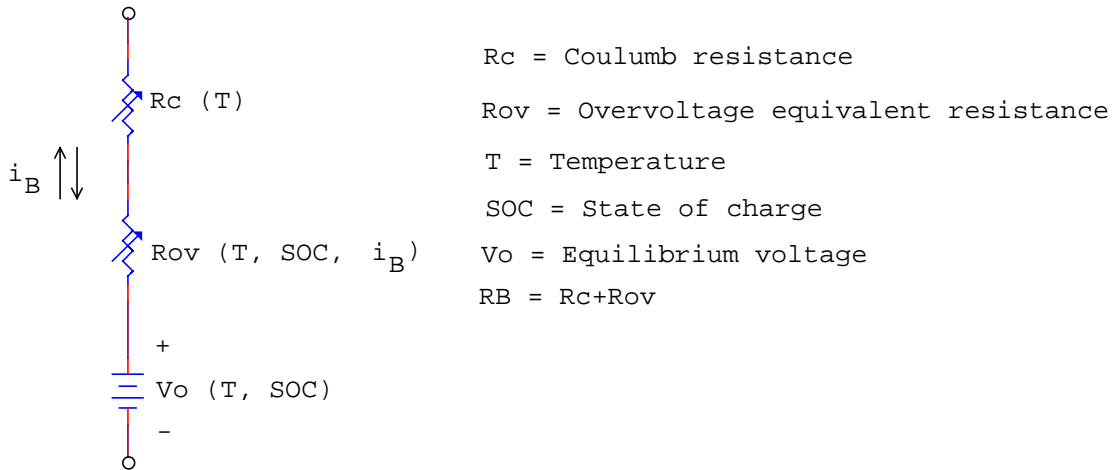 Rc = Coulumb resistance
Rc (T)
Rov = Overvoltage equivalent resistance
T = Temperature
i_B
SOC = State of charge
Rov (T, SOC, i_B)
Vo = Equilibrium voltage
RB = Rc+Rov
+
Vo (T, SOC)
-